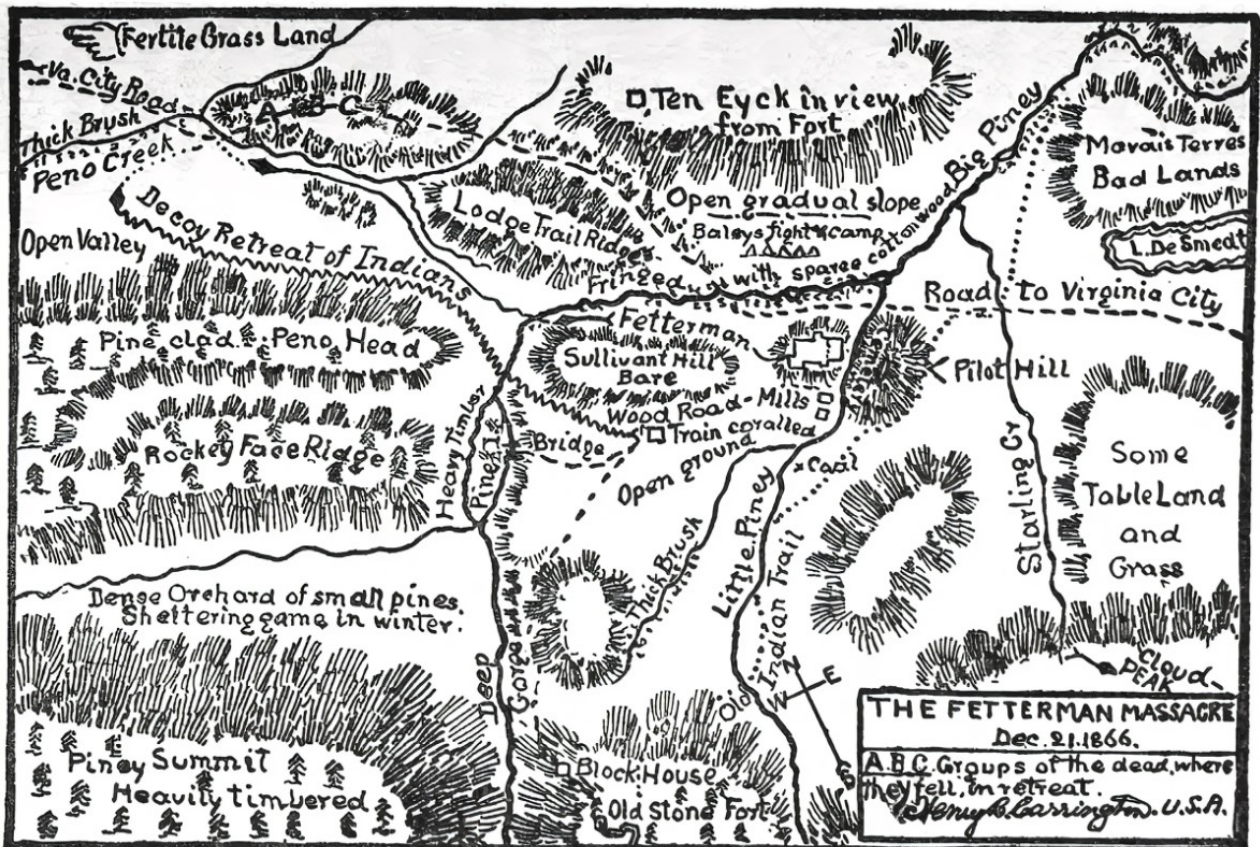 Fertile Grass Land
Va. City Road
A B C
Thick Brush
Peno Creek
Ten Eyck in view
from Fort
Big Piney
Marais Terres
Bad Lands
Decoy Retreat of Indians
Lodge Trail Ridge
Open gradual slope
Baleys fight & camp
Open Valley
L. De Smedt
Fringed with sparce cottonwood
Road to Virginia City
Fetterman
Pine clad Peno Head
Sullivant Hill
Bare
Pilot Hill
Wood Road - Mills
Heavy Timber
Pine
Train coralled
Rockey Face Ridge
Bridge
Open ground
Coal
Some
Table Land
and
Grass
Starling Cr
Little Piney
Thick Brush
Old Indian Trail
Dense Orchard of small pines.
Sheltering game in winter.
Deep
Gorge
N
E
W
S
Cloud-
Peak
Piney Summit
Heavily timbered
Block House
Old Stone Fort
THE FETTERMAN MASSACRE
Dec. 21. 1866.
A.B.C. Groups of the dead, where
they fell, in retreat.
Henry B. Carrington. U.S.A.